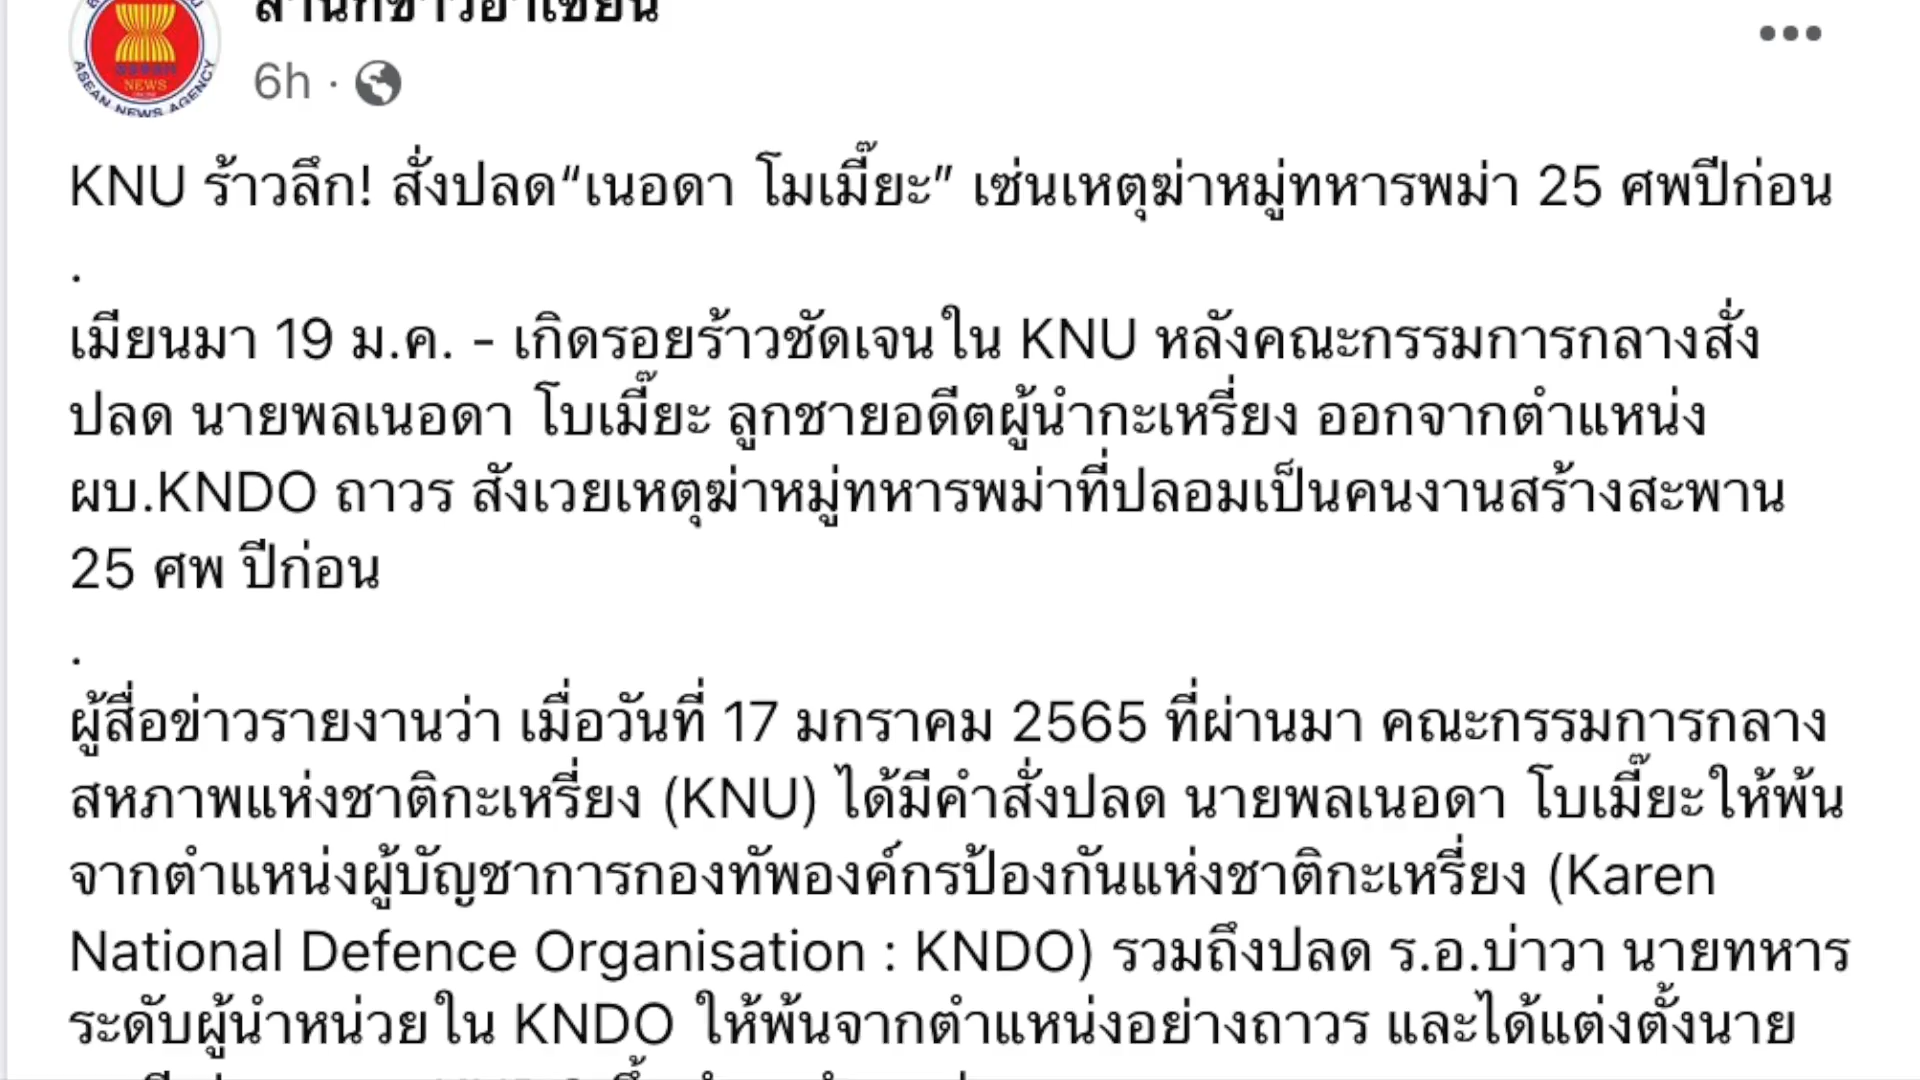 สำนักข่าวอาเซียน
6h ·
NEWS
ASEAN NEWS AGENCY
KNU ร้าวลึก! สั่งปลด“เนอดา โมเมี๊ยะ” เซ่นเหตุฆ่าหมู่ทหารพม่า 25 ศพปีก่อน
.
เมียนมา 19 ม.ค. - เกิดรอยร้าวชัดเจนใน KNU หลังคณะกรรมการกลางสั่ง
ปลด นายพลเนอดา โบเมี๊ยะ ลูกชายอดีตผู้นำกะเหรี่ยง ออกจากตำแหน่ง
ผบ.KNDO ถาวร สังเวยเหตุฆ่าหมู่ทหารพม่าที่ปลอมเป็นคนงานสร้างสะพาน
25 ศพ ปีก่อน
.
ผู้สื่อข่าวรายงานว่า เมื่อวันที่ 17 มกราคม 2565 ที่ผ่านมา คณะกรรมการกลาง
สหภาพแห่งชาติกะเหรี่ยง (KNU) ได้มีคำสั่งปลด นายพลเนอดา โบเมี๊ยะให้พ้น
จากตำแหน่งผู้บัญชาการกองทัพองค์กรป้องกันแห่งชาติกะเหรี่ยง (Karen
National Defence Organisation : KNDO) รวมถึงปลด ร.อ.บ่าวา นายทหาร
ระดับผู้นำหน่วยใน KNDO ให้พ้นจากตำแหน่งอย่างถาวร และได้แต่งตั้งนาย